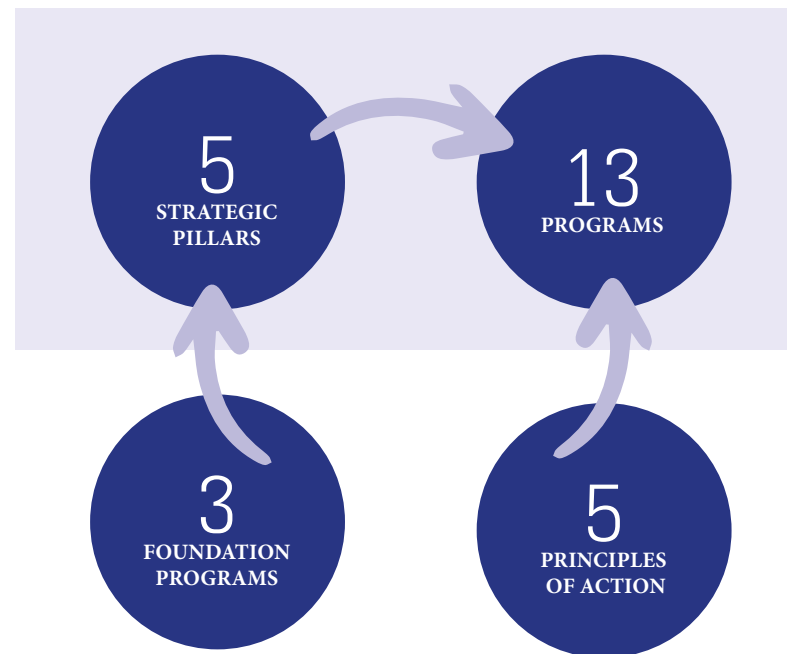 5
STRATEGIC
PILLARS
13
PROGRAMS
3
FOUNDATION
PROGRAMS
5
PRINCIPLES
OF ACTION